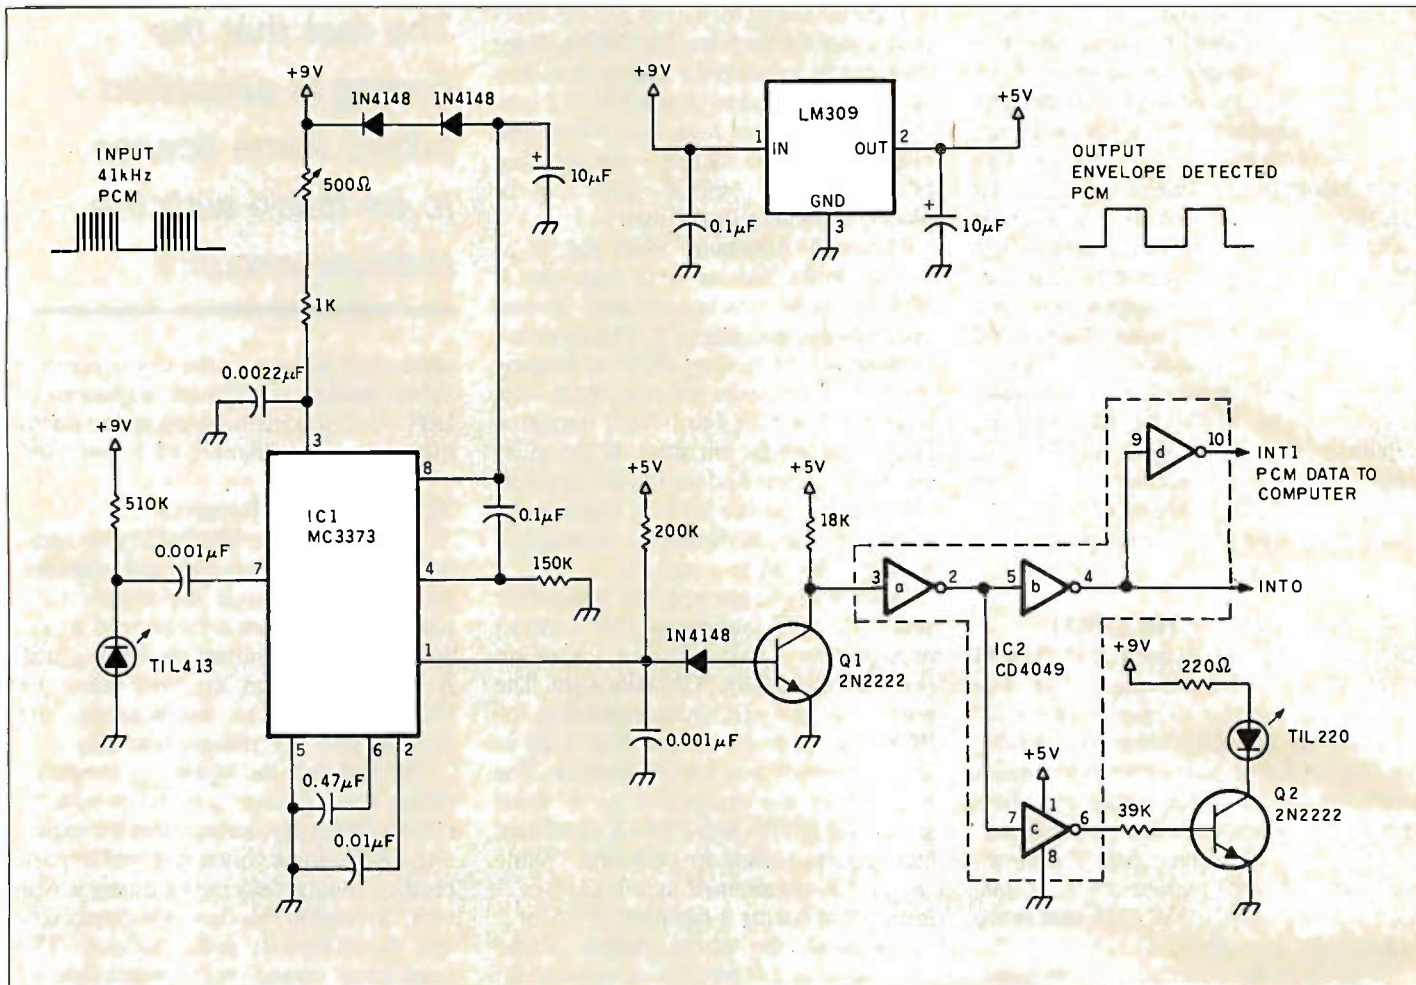 +9V
1N4148
1N4148
INPUT
41kHz
PCM
500Ω
+
10μF
1K
0.0022μF
3
+9V
510K
0.001μF
7
TIL413
IC1
MC3373
8
0.1μF
4
150K
1
5
6
2
0.47μF
0.01μF
+9V
1
LM309
IN
OUT
GND
2
3
+5V
0.1μF
+
10μF
OUTPUT
ENVELOPE DETECTED
PCM
+5V
200K
1N4148
0.001μF
+5V
18K
Q1
2N2222
3
a
2
5
b
4
9
d
10
INT1
PCM DATA TO
COMPUTER
INT0
IC2
CD4049
+5V
1
7
c
6
8
39K
+9V
220Ω
TIL220
Q2
2N2222